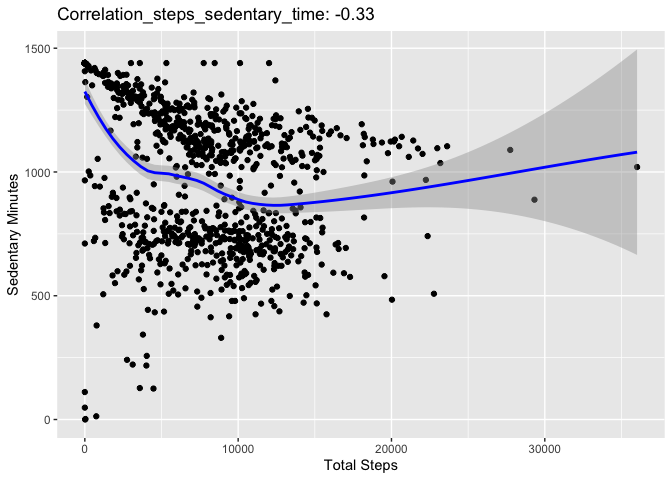 Correlation_steps_sedentary_time: -0.33
1500
1000
500
0
Sedentary Minutes
0 10000 20000 30000
Total Steps